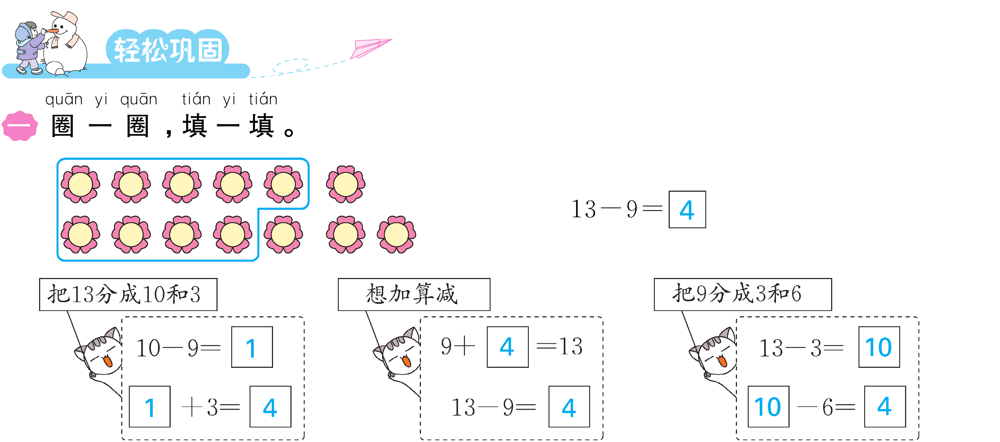 轻松巩固
quān yi quān tián yi tián
一 圈一圈，填一填。
13－9＝4
把13分成10和3
10－9＝1
1＋3＝4
想加算减
9＋4＝13
13－9＝4
把9分成3和6
13－3＝10
10－6＝4